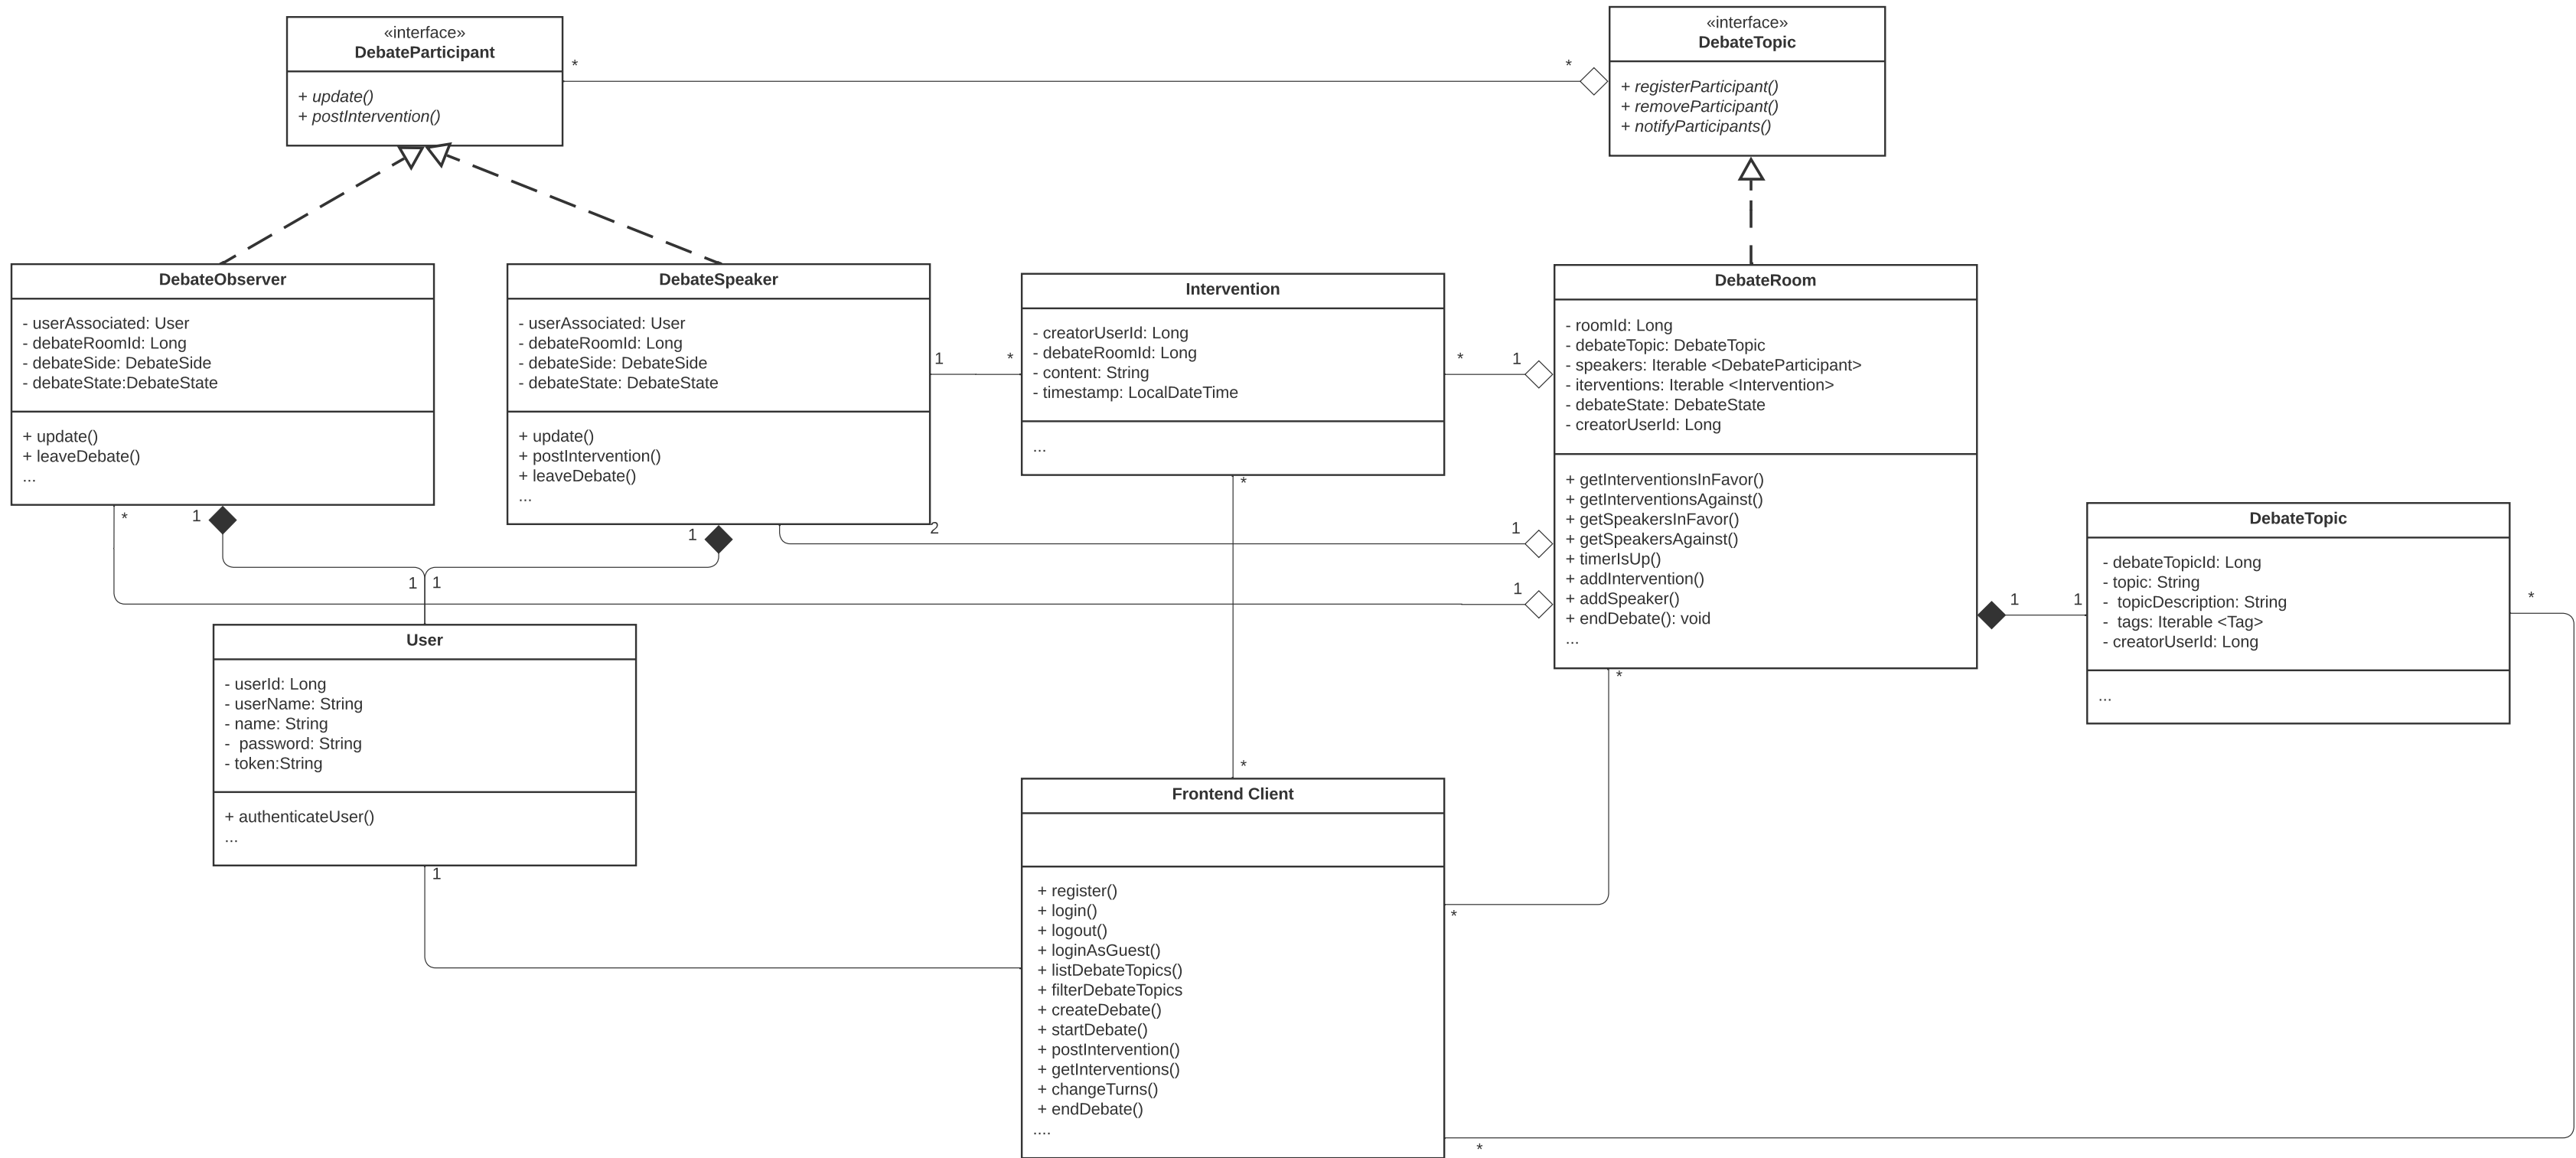 «interface»
DebateParticipant
+ update()
+ postIntervention()
*
*
«interface»
DebateTopic
+ registerParticipant()
+ removeParticipant()
+ notifyParticipants()
DebateObserver
- userAssociated: User
- debateRoomId: Long
- debateSide: DebateSide
- debateState:DebateState
+ update()
+ leaveDebate()
...
*
1
DebateSpeaker
- userAssociated: User
- debateRoomId: Long
- debateSide: DebateSide
- debateState: DebateState
+ update()
+ postIntervention()
+ leaveDebate()
...
1
1
*
2
1
1
Intervention
- creatorUserId: Long
- debateRoomId: Long
- content: String
- timestamp: LocalDateTime
...
*
*
1
1
1
DebateRoom
- roomId: Long
- debateTopic: DebateTopic
- speakers: Iterable <DebateParticipant>
- iterventions: Iterable <Intervention>
- debateState: DebateState
- creatorUserId: Long
+ getInterventionsInFavor()
+ getInterventionsAgainst()
+ getSpeakersInFavor()
+ getSpeakersAgainst()
+ timerIsUp()
+ addIntervention()
+ addSpeaker()
+ endDebate(): void
...
*
1
1
DebateTopic
- debateTopicId: Long
- topic: String
-  topicDescription: String
-  tags: Iterable <Tag>
- creatorUserId: Long
...
*
User
- userId: Long
- userName: String
- name: String
-  password: String
- token:String
+ authenticateUser()
...
1
*
Frontend Client
+ register()
+ login()
+ logout()
+ loginAsGuest()
+ listDebateTopics()
+ filterDebateTopics
+ createDebate()
+ startDebate()
+ postIntervention()
+ getInterventions()
+ changeTurns()
+ endDebate()
....
*
*